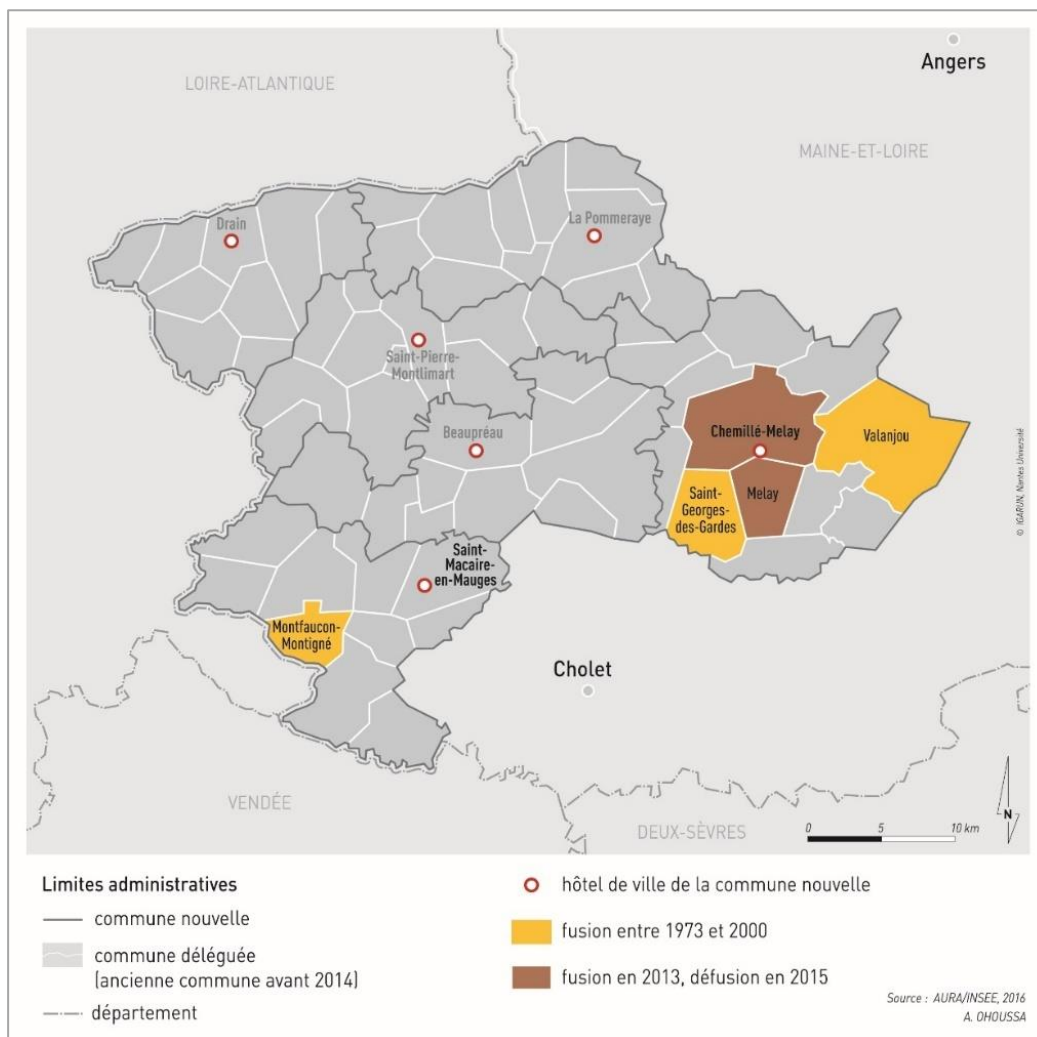 Angers
LOIRE-ATLANTIQUE
MAINE-ET-LOIRE
Drain
La Pommeraye
Saint-Pierre-
Montlimart
Beaupréau
Chemillé-Melay
Valanjou
Saint-
Georges-
des-Gardes
Melay
© IGARUN, Nantes Université
Saint-
Macaire-
en-Mauges
Montfaucon-
Montigné
Cholet
VENDÉE
DEUX-SÈVRES
N
0 5 10 km
Limites administratives
commune nouvelle
commune déléguée
(ancienne commune avant 2014)
département
hôtel de ville de la commune nouvelle
fusion entre 1973 et 2000
fusion en 2013, défusion en 2015
Source : AURA/INSEE, 2016
A. OHOUSSA